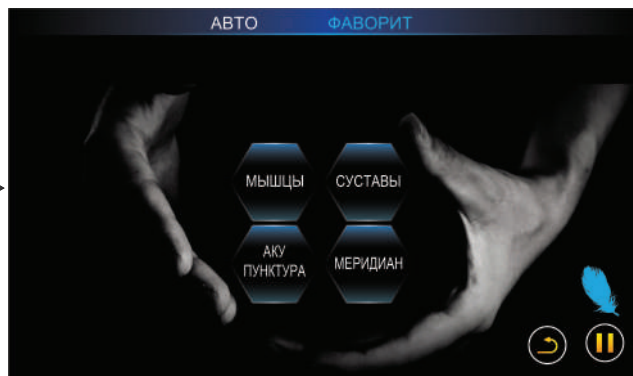 АВТО ФАВОРИТ
МЫШЦЫ СУСТАВЫ
АКУ
ПУНКТУРА
МЕРИДИАН